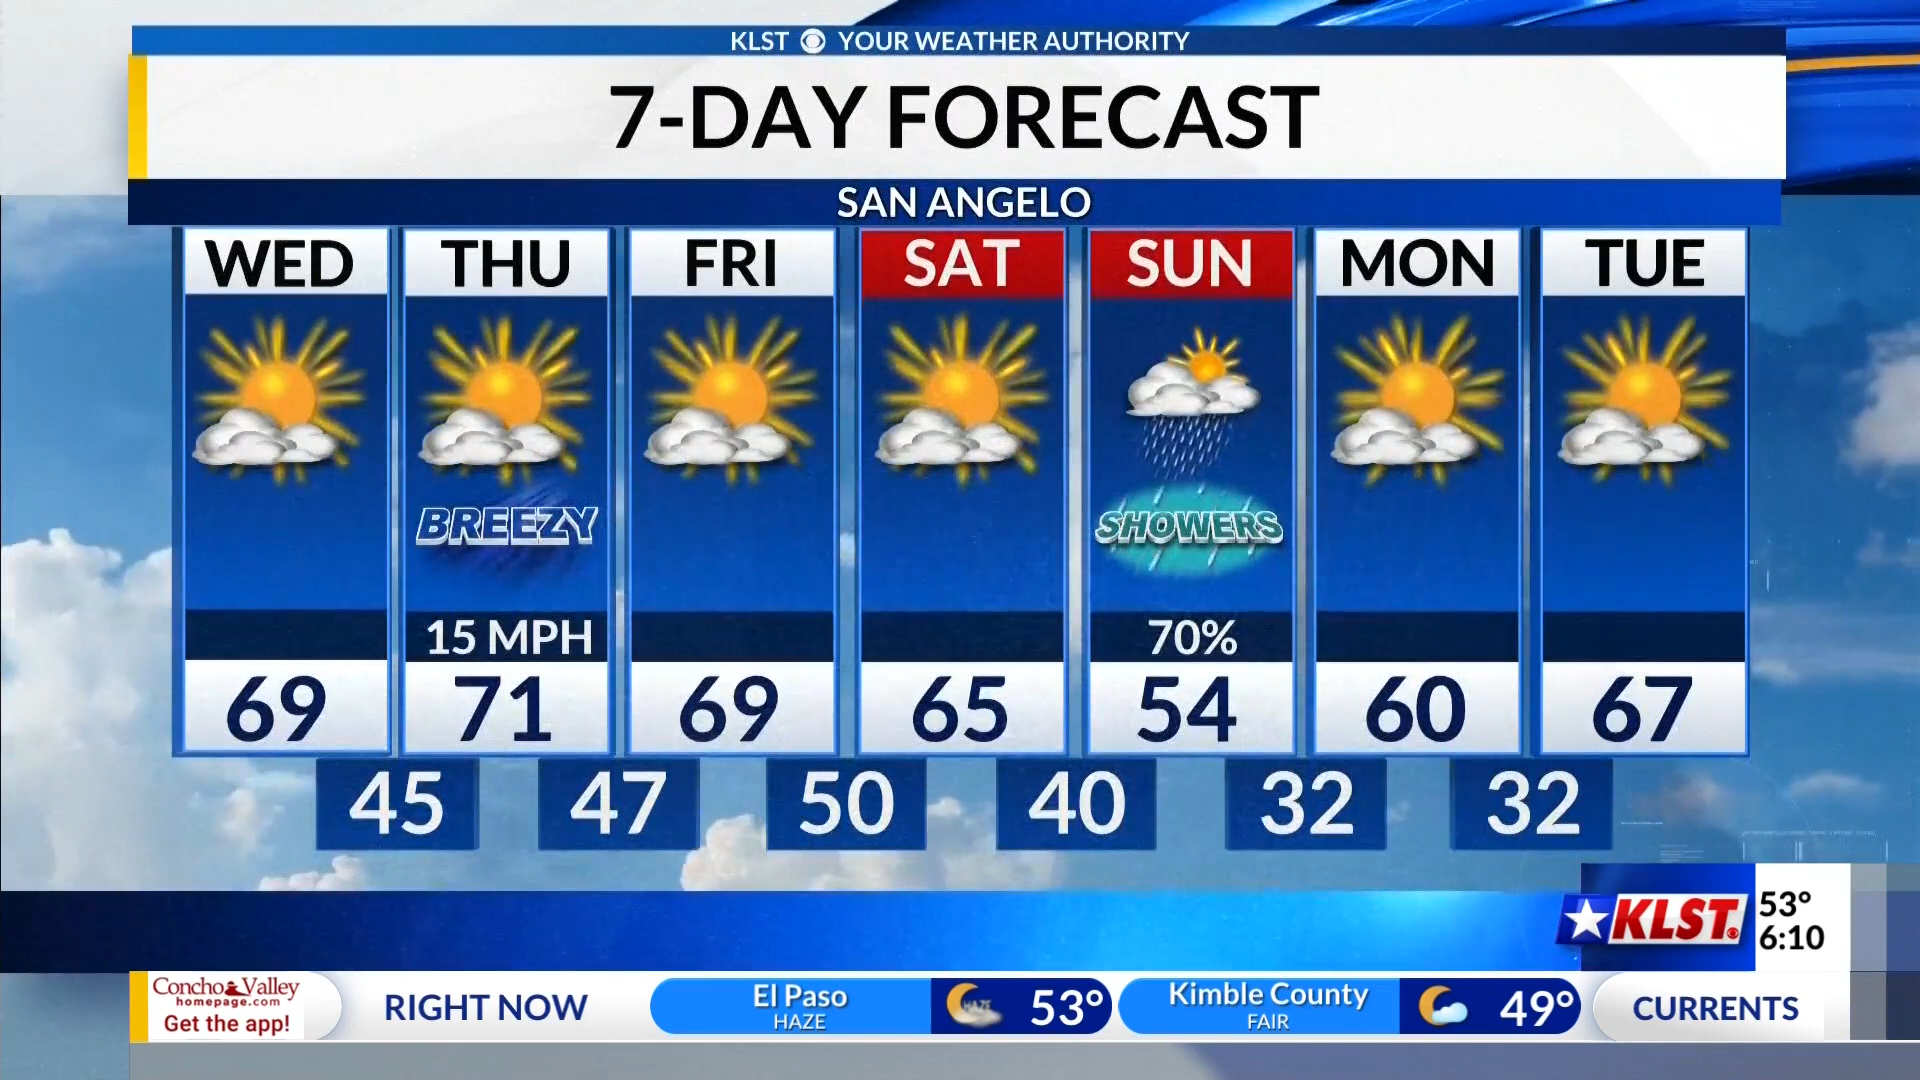 KLST YOUR WEATHER AUTHORITY
7-DAY FORECAST
SAN ANGELO
WED THU FRI SAT SUN MON TUE
BREEZY SHOWERS
15 MPH 70%
69 71 69 65 54 60 67
45 47 50 40 32 32
KLST
53°
6:10
Concho Valley
homepage.com
Get the app!
RIGHT NOW
El Paso
HAZE
HAZE
53°
Kimble County
FAIR
49°
CURRENTS